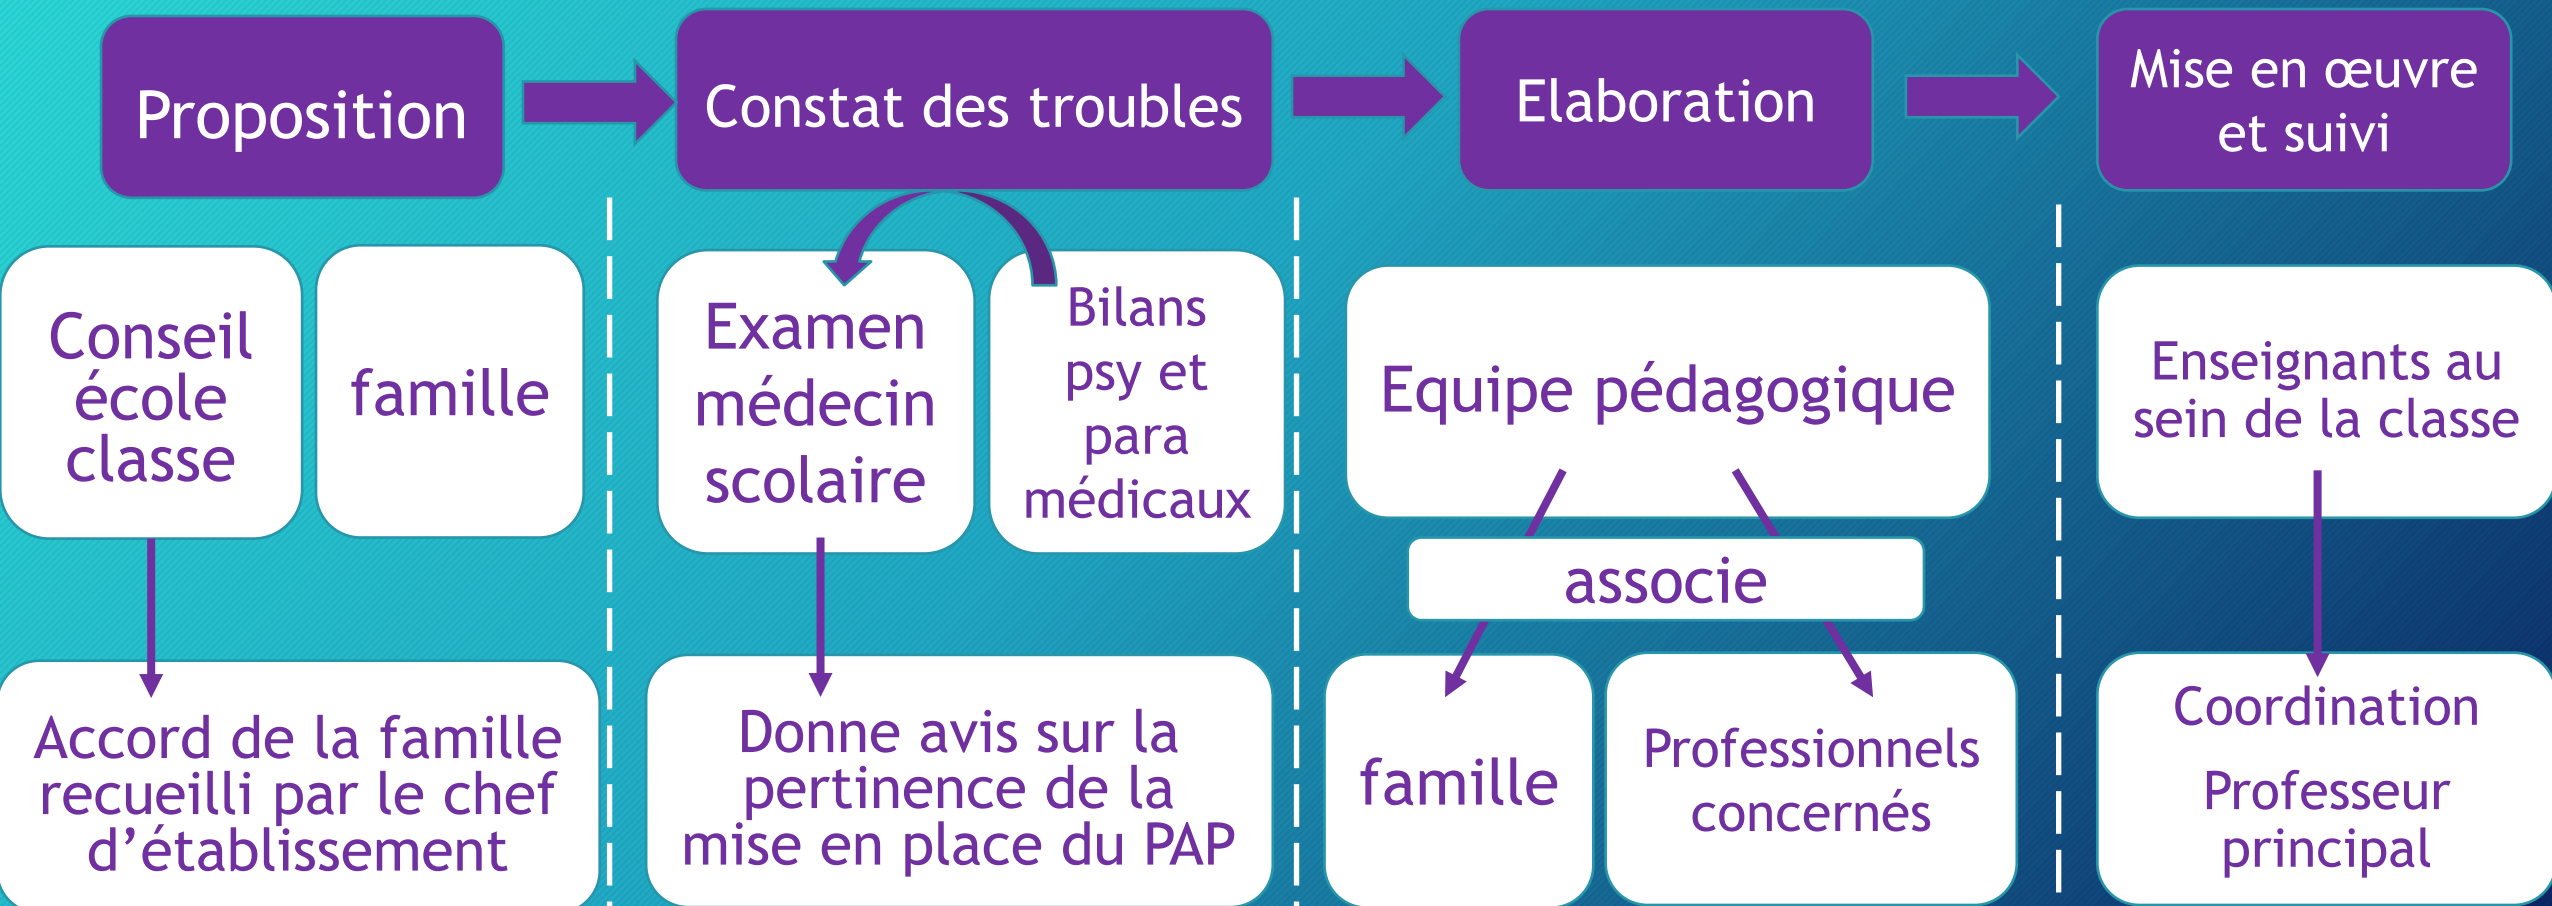 Proposition
Constat des troubles
Elaboration
Mise en œuvre
et suivi
Conseil
école
classe
famille
Accord de la famille
recueilli par le chef
d’établissement
Examen
médecin
scolaire
Bilans
psy et
para
médicaux
Donne avis sur la
pertinence de la
mise en place du PAP
Equipe pédagogique
associe
famille
Professionnels
concernés
Enseignants au
sein de la classe
Coordination
Professeur
principal